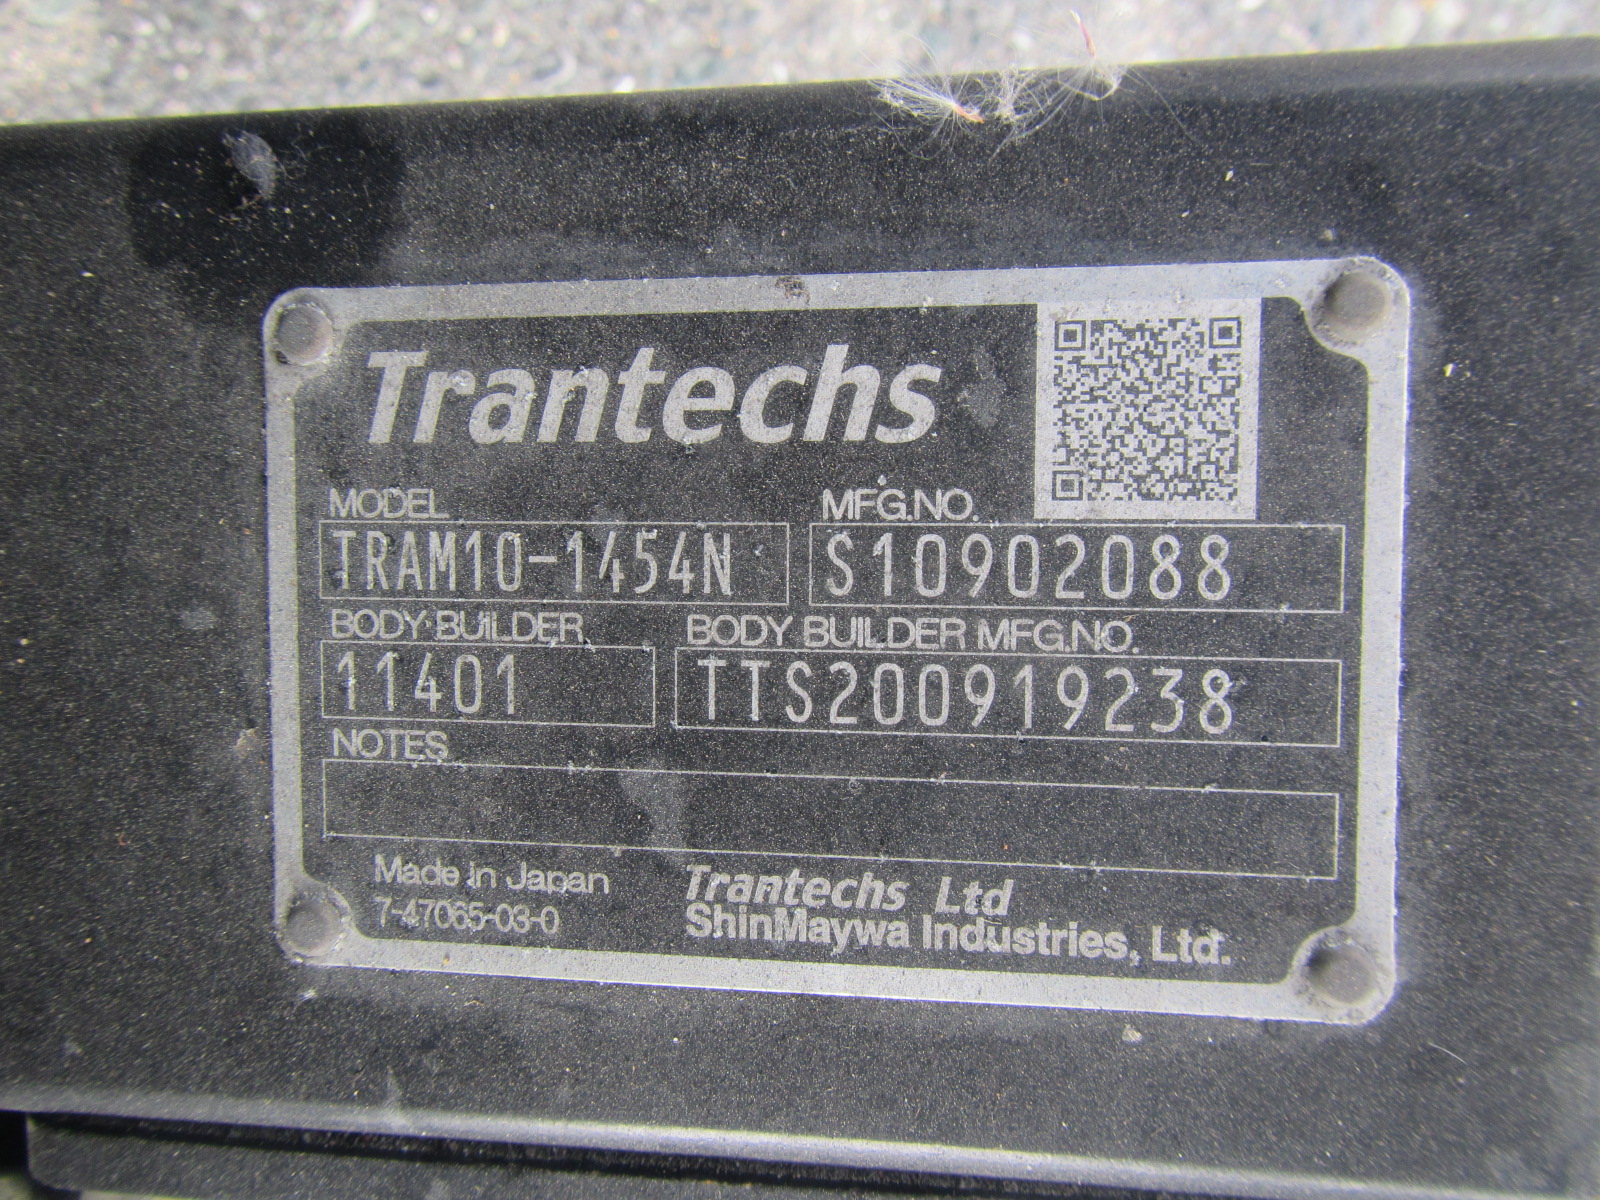 Trantechs
MODEL
MFG.NO.
TRAM10-1454N
S10902088
BODY BUILDER
BODY BUILDER MFG.NO.
11401
TTS200919238
NOTES
Made in Japan
7-47065-03-0
Trantechs Ltd
ShinMaywa Industries, Ltd.